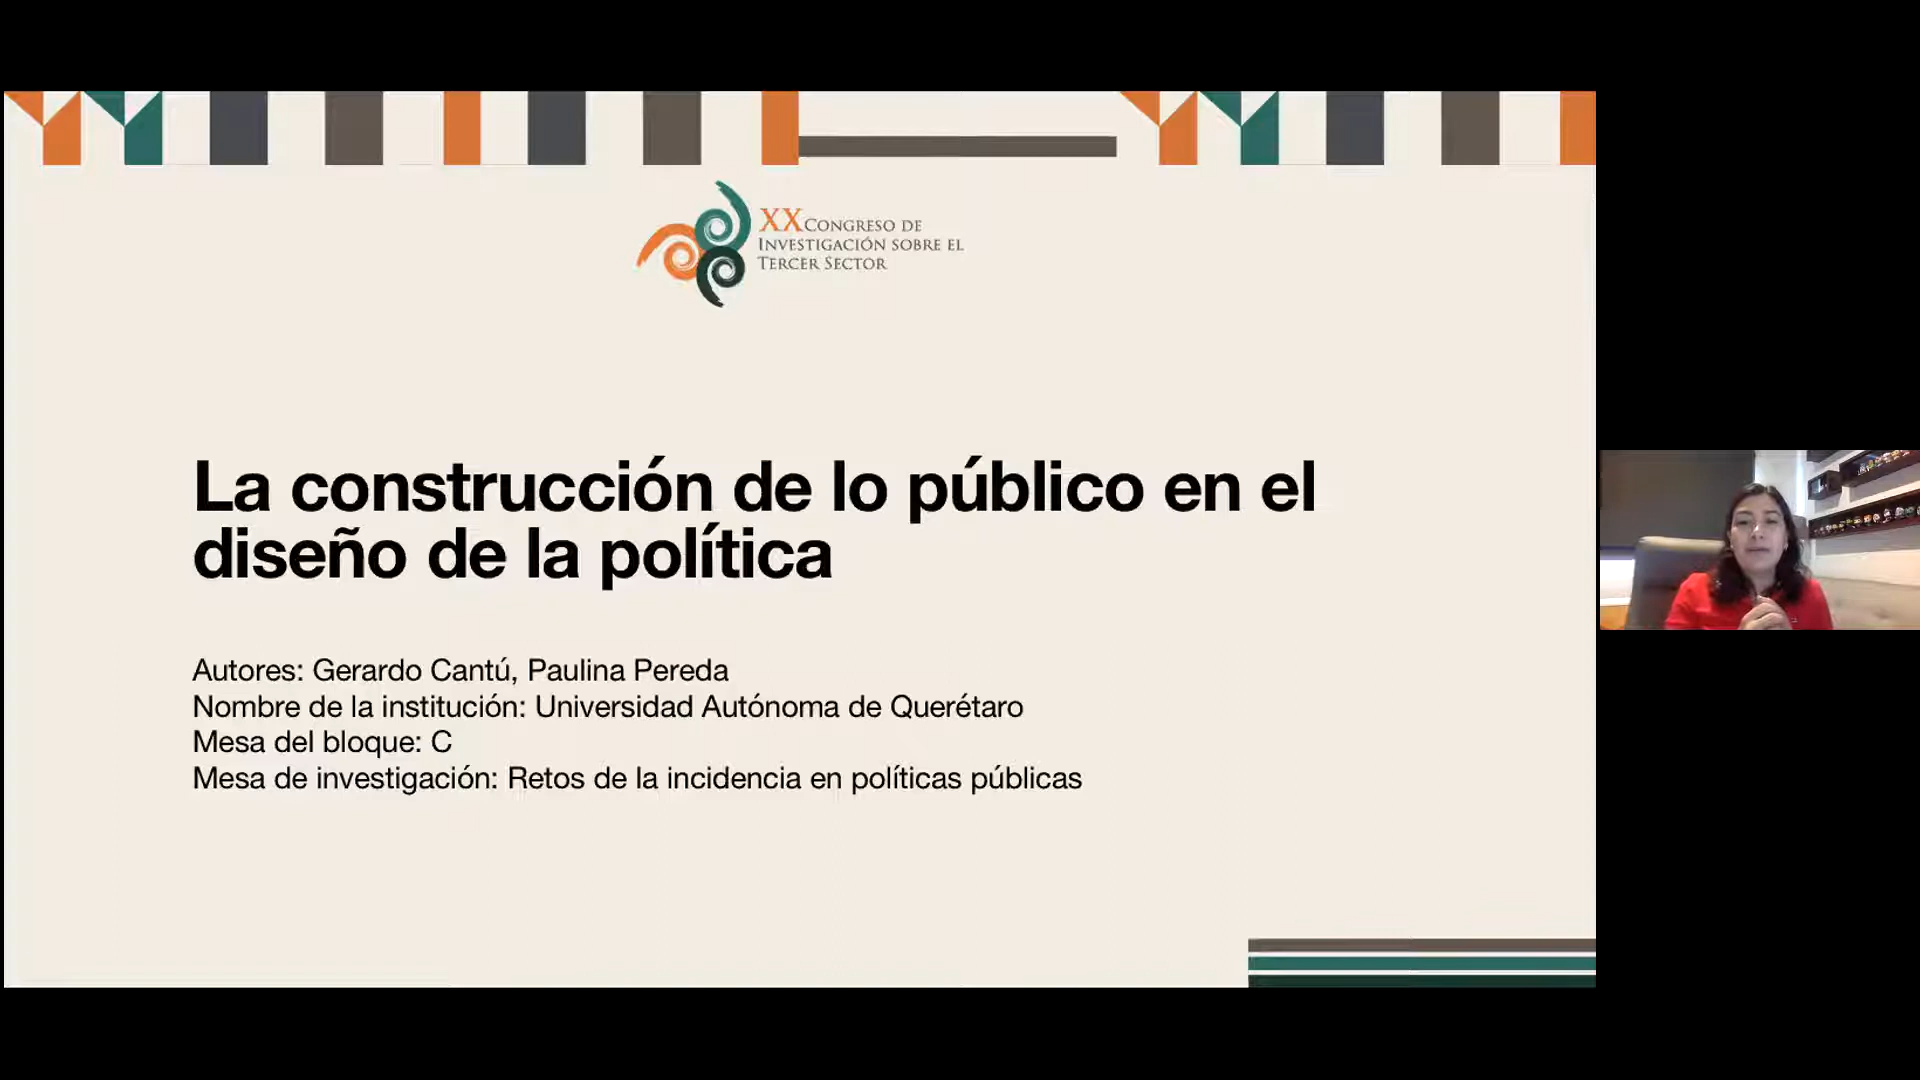 XX CONGRESO DE
INVESTIGACIÓN SOBRE EL
TERCER SECTOR
La construcción de lo público en el
diseño de la política
Autores: Gerardo Cantú, Paulina Pereda
Nombre de la institución: Universidad Autónoma de Querétaro
Mesa del bloque: C
Mesa de investigación: Retos de la incidencia en políticas públicas